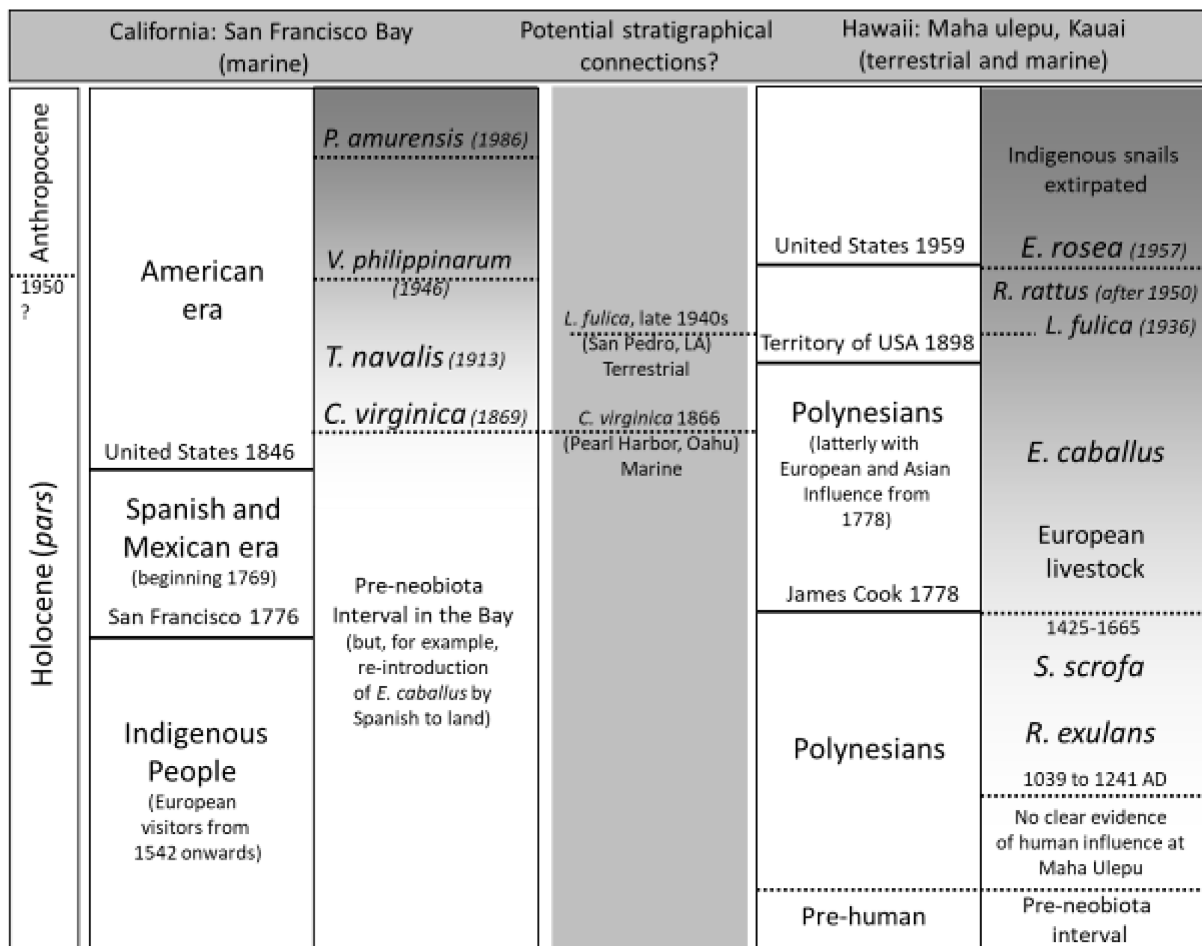 California: San Francisco Bay
(marine)
Potential stratigraphical
connections?
Hawaii: Maha ulepu, Kauai
(terrestrial and marine)
Anthropocene
1950
?
Holocene (pars)
American
era
United States 1846
Spanish and
Mexican era
(beginning 1769)
San Francisco 1776
Indigenous
People
(European
visitors from
1542 onwards)
P. amurensis (1986)
V. philippinarum
(1946)
T. navalis (1913)
C. virginica (1869)
Pre-neobiota
Interval in the Bay
(but, for example,
re-introduction
of E. caballus by
Spanish to land)
L. fulica, late 1940s
(San Pedro, LA)
Terrestrial
C. virginica 1866
(Pearl Harbor, Oahu)
Marine
United States 1959
Territory of USA 1898
Polynesians
(latterly with
European and Asian
Influence from
1778)
James Cook 1778
Polynesians
Pre-human
Indigenous snails
extirpated
E. rosea (1957)
R. rattus (after 1950)
L. fulica (1936)
E. caballus
European
livestock
1425-1665
S. scrofa
R. exulans
1039 to 1241 AD
No clear evidence
of human influence at
Maha Ulepu
Pre-neobiota
interval